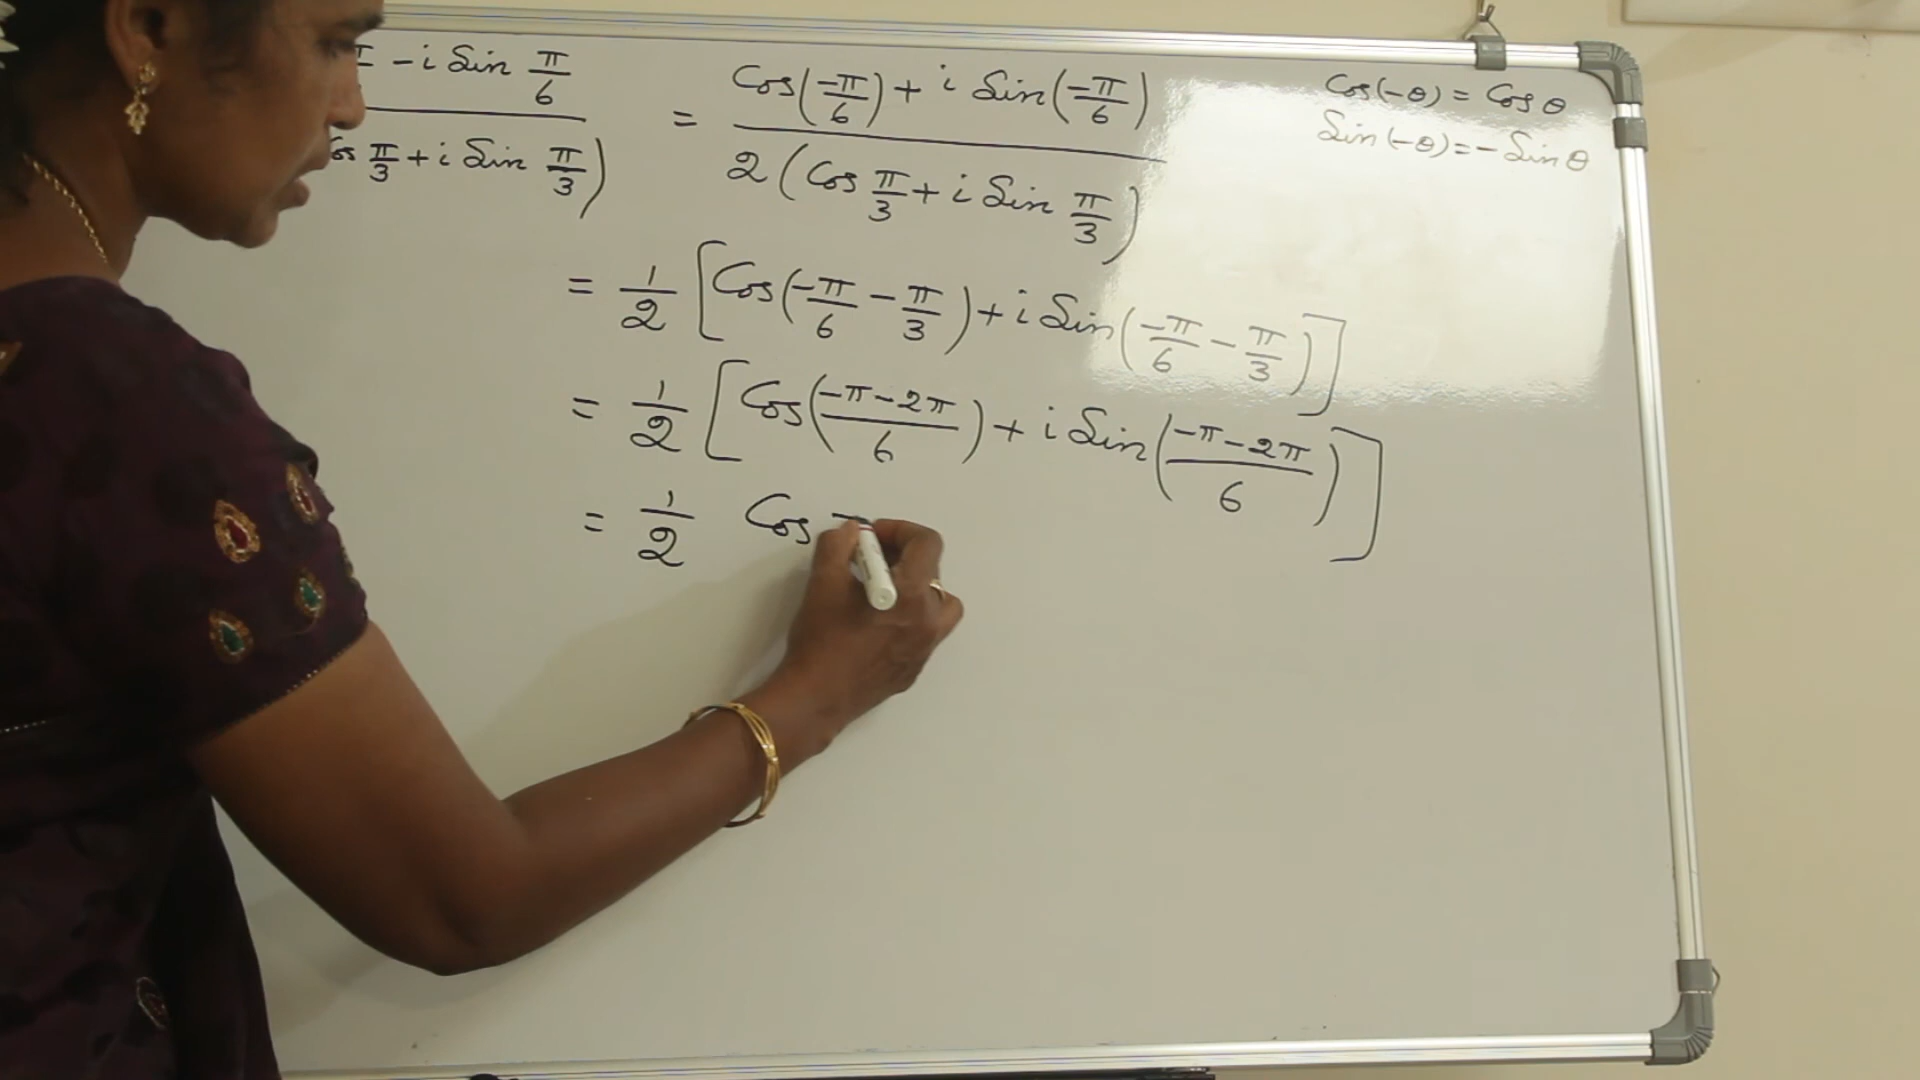 - i Sin π/6 / Cos π/3 + i Sin π/3) = Cos(-π/6) + i Sin(-π/6) / 2(Cos π/3 + i Sin π/3)
Cos(-θ) = Cos θ
Sin(-θ) = - Sin θ
= 1/2 [Cos(-π/6 - π/3) + i Sin(-π/6 - π/3)]
= 1/2 [Cos(-π-2π/6) + i Sin(-π-2π/6)]
= 1/2 Cos